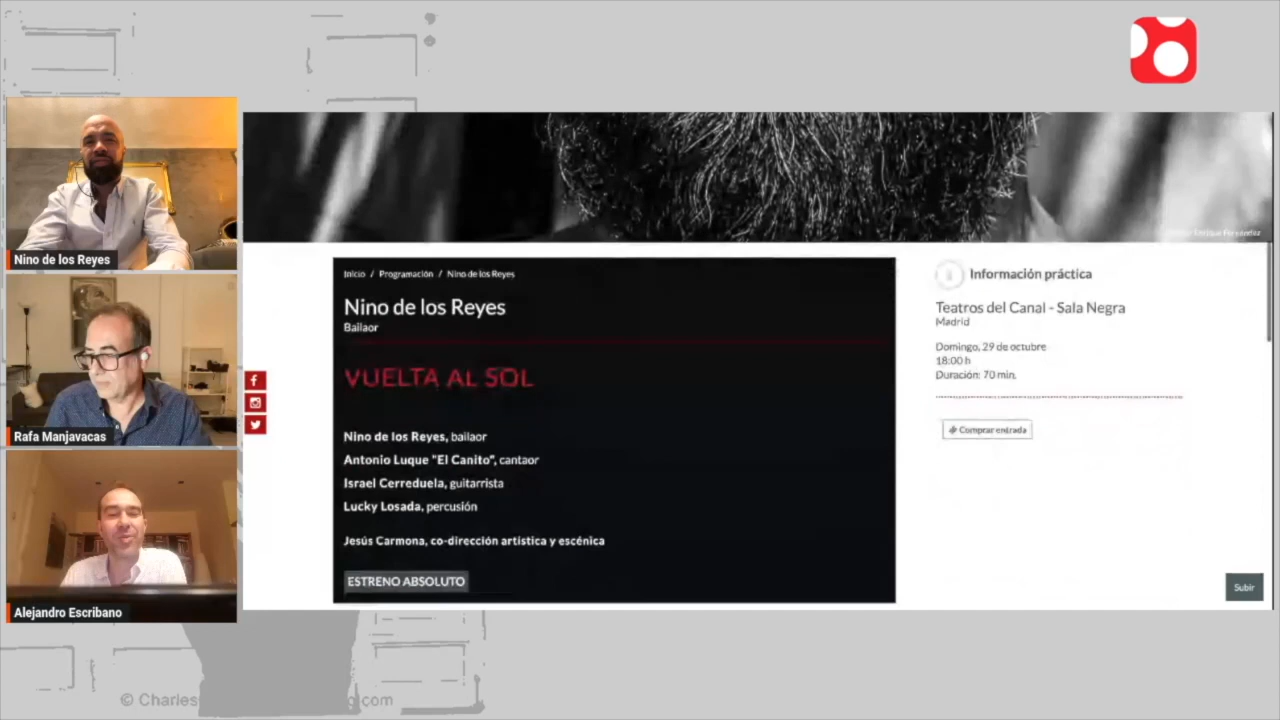 Nino de los Reyes
Rafa Manjavacas
Alejandro Escribano
Inicio / Programación / Nino de los Reyes
Nino de los Reyes
Bailaor
VUELTA AL SOL
Nino de los Reyes, bailaor
Antonio Luque "El Canito", cantaor
Israel Cerreduela, guitarrista
Lucky Losada, percusión
Jesús Carmona, co-dirección artística y escénica
ESTRENO ABSOLUTO
Información práctica
Teatros del Canal - Sala Negra
Madrid
Domingo, 29 de octubre
18:00 h
Duración: 70 min.
Comprar entrada
Subir
© Charles
.com